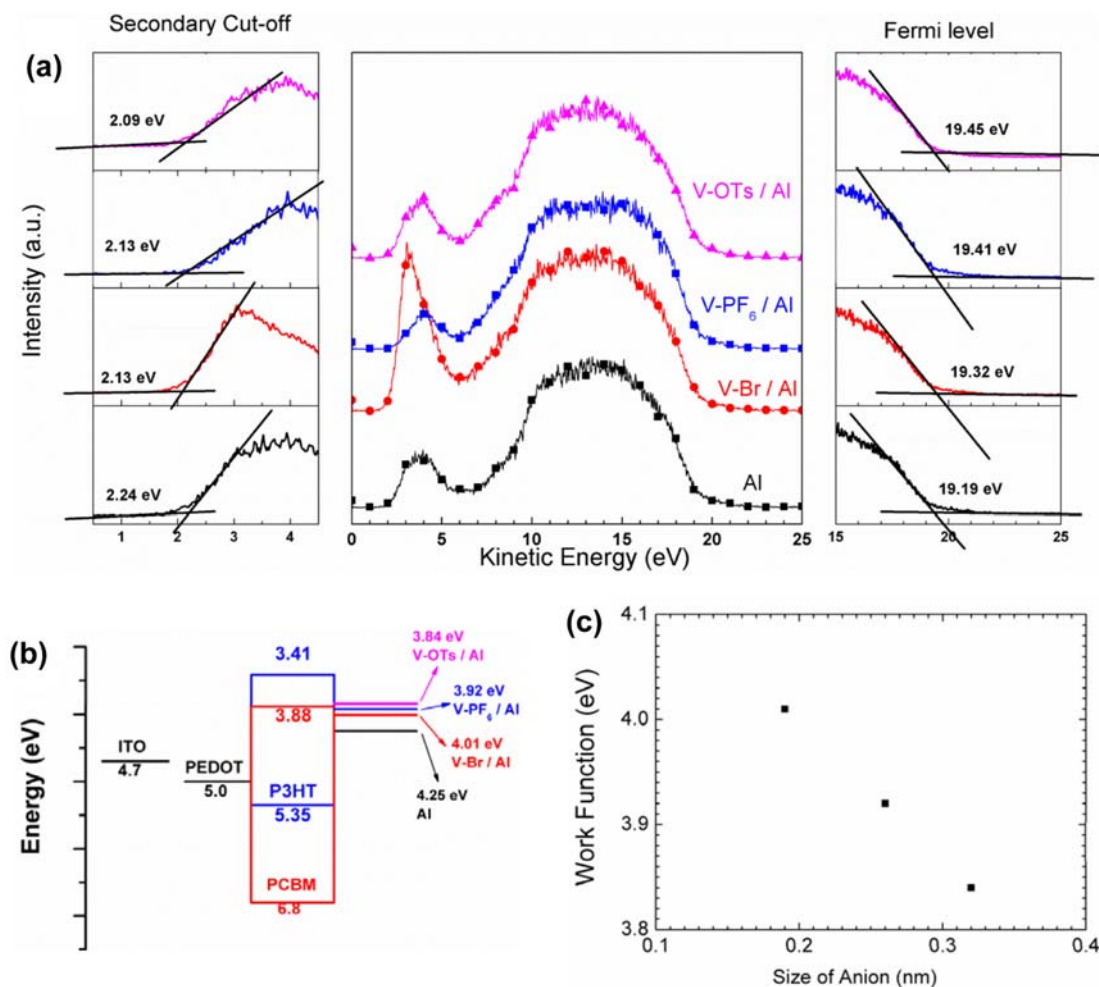 Secondary Cut-off
Fermi level
(a)
Intensity (a.u.)
2.09 eV
2.13 eV
2.13 eV
2.24 eV
1 2 3 4
V-OTs / Al
V-PF₆ / Al
V-Br / Al
Al
0 5 10 15 20 25
Kinetic Energy (eV)
19.45 eV
19.41 eV
19.32 eV
19.19 eV
15 20 25
(b)
Energy (eV)
ITO
4.7
PEDOT
5.0
3.41
3.88
P3HT
5.35
PCBM
6.8
3.84 eV
V-OTs / Al
3.92 eV
V-PF₆ / Al
4.01 eV
V-Br / Al
4.25 eV
Al
(c)
Work Function (eV)
4.1
4.0
3.9
3.8
0.1 0.2 0.3 0.4
Size of Anion (nm)